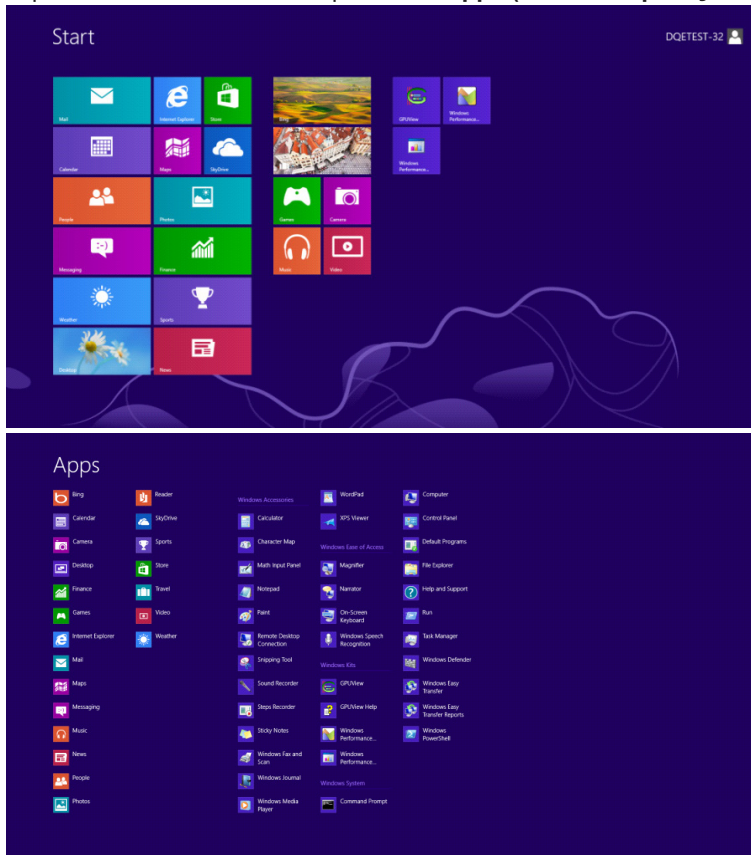 Start
DQETEST-32
Mail
Internet Explorer
Store
Bing
GPUView
Windows Performance...
Calendar
Maps
SkyDrive
Windows Performance...
People
Photos
Games
Camera
Messaging
Finance
Music
Video
Weather
Sports
Desktop
News
Apps
Bing
Calendar
Camera
Desktop
Finance
Games
Internet Explorer
Mail
Maps
Messaging
Music
News
People
Photos
Reader
SkyDrive
Sports
Store
Travel
Video
Weather
Windows Accessories
Calculator
Character Map
Math Input Panel
Notepad
Paint
Remote Desktop
Connection
Snipping Tool
Sound Recorder
Steps Recorder
Sticky Notes
Windows Fax and
Scan
Windows Journal
Windows Media
Player
WordPad
XPS Viewer
Windows Ease of Access
Magnifier
Narrator
On-Screen
Keyboard
Windows Speech
Recognition
Windows Kits
GPUView
GPUView Help
Windows
Performance...
Windows
Performance...
Windows System
Command Prompt
Computer
Control Panel
Default Programs
File Explorer
Help and Support
Run
Task Manager
Windows Defender
Windows Easy
Transfer
Windows Easy
Transfer Reports
Windows
PowerShell